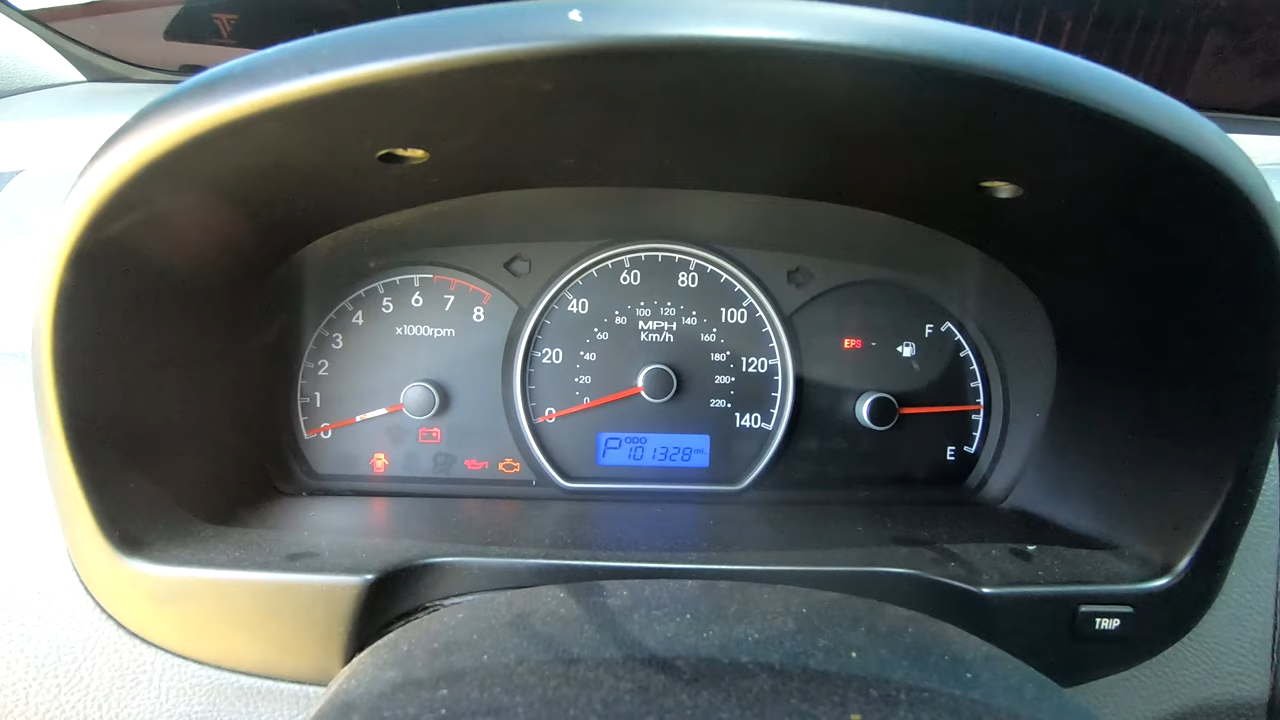 0 1 2 3 4 5 6 7 8
x1000rpm
0 20 40 60 80 100 120 140
MPH
Km/h
0 20 40 60 80 100 120 140 160 180 200 220
ODO
P 101328 mi.
EPS
F
E
TRIP